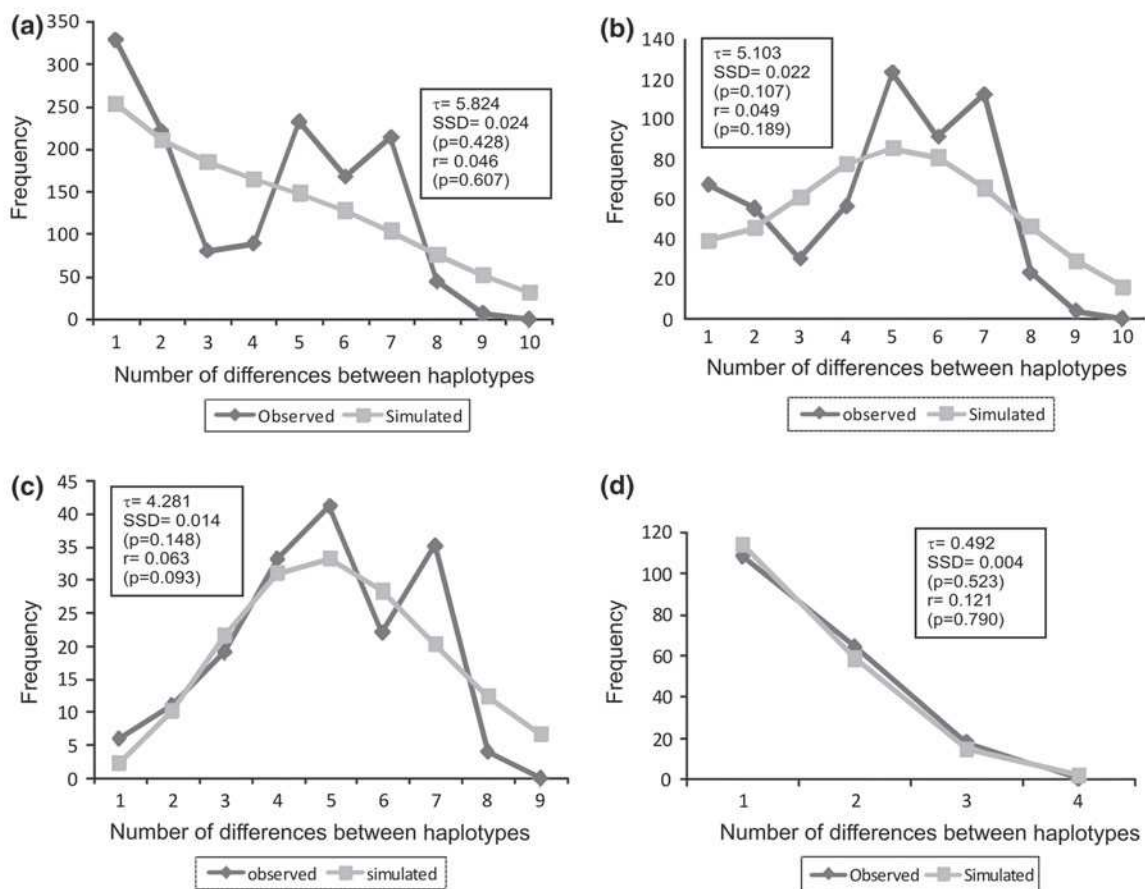 (a)
350
300
250
200
150
100
50
0
Frequency
τ= 5.824
SSD= 0.024
(p=0.428)
r= 0.046
(p=0.607)
1 2 3 4 5 6 7 8 9 10
Number of differences between haplotypes
Observed Simulated
(b)
140
120
100
80
60
40
20
0
Frequency
τ= 5.103
SSD= 0.022
(p=0.107)
r= 0.049
(p=0.189)
1 2 3 4 5 6 7 8 9 10
Number of differences between haplotypes
observed Simulated
(c)
45
40
35
30
25
20
15
10
5
0
Frequency
τ= 4.281
SSD= 0.014
(p=0.148)
r= 0.063
(p=0.093)
1 2 3 4 5 6 7 8 9
Number of differences between haplotypes
observed simulated
(d)
120
100
80
60
40
20
0
Frequency
τ= 0.492
SSD= 0.004
(p=0.523)
r= 0.121
(p=0.790)
1 2 3 4
Number of differences between haplotypes
Observed Simulated